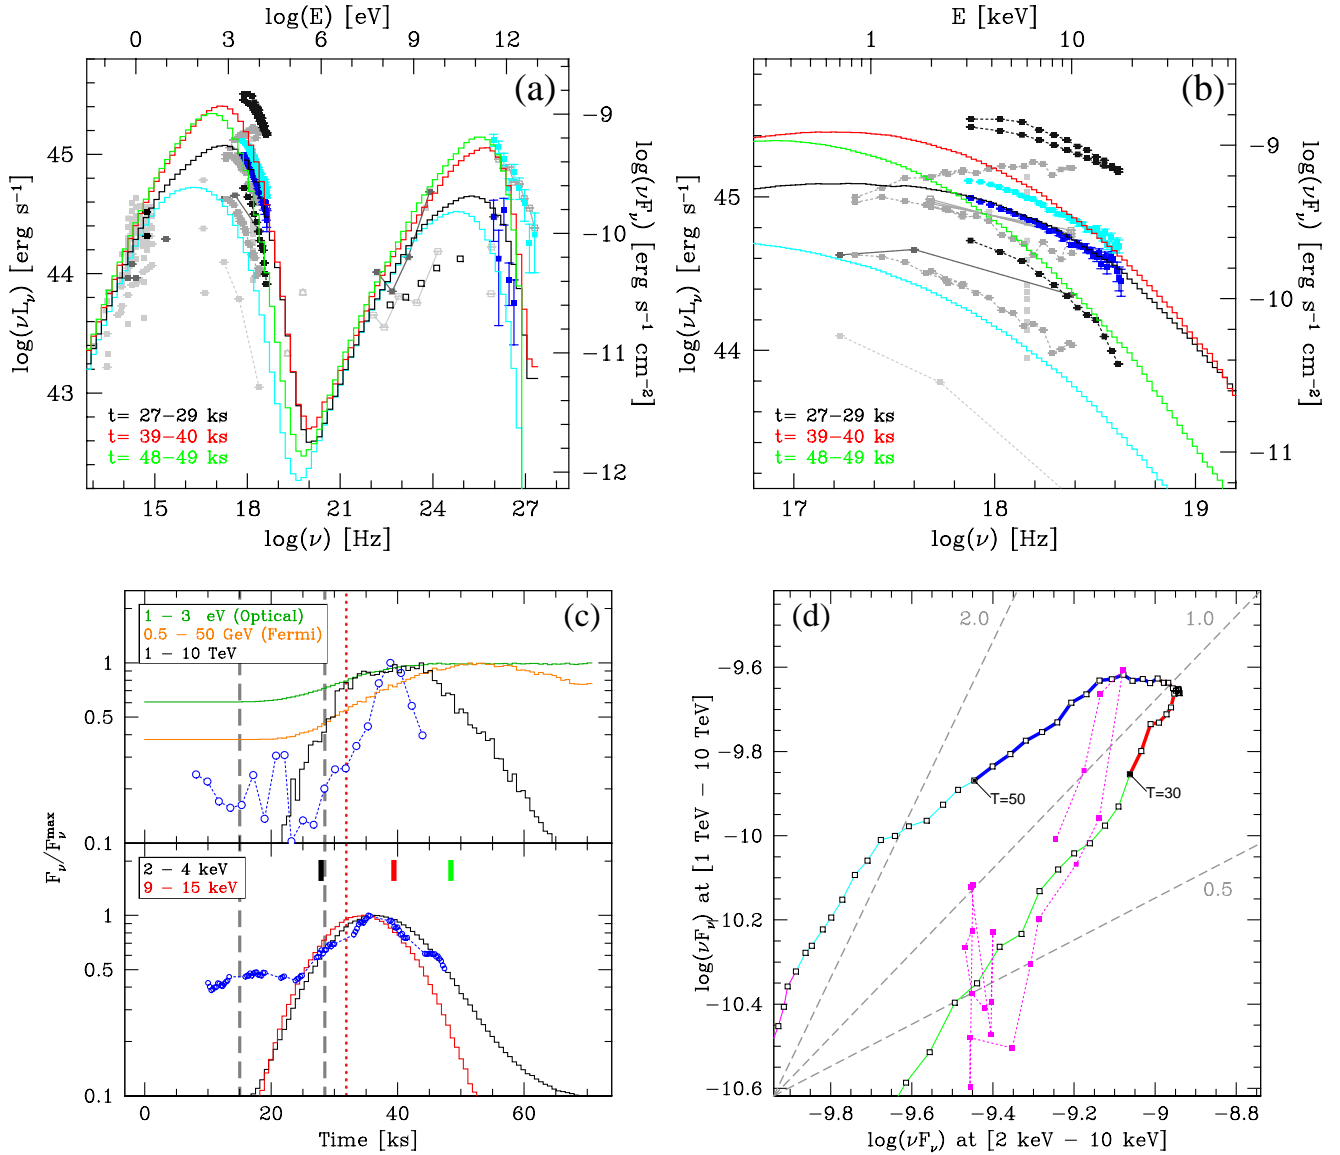 log(E) [eV]
0 3 6 9 12
(a)
45
44
43
−9
−10
−11
−12
log(νLν) [erg s⁻¹]
log(νFν) [erg s⁻¹ cm⁻²]
t= 27−29 ks
t= 39−40 ks
t= 48−49 ks
15 18 21 24 27
log(ν) [Hz]
E [keV]
1 10
(b)
45
44
−9
−10
−11
log(νLν) [erg s⁻¹]
log(νFν) [erg s⁻¹ cm⁻²]
t= 27−29 ks
t= 39−40 ks
t= 48−49 ks
17 18 19
log(ν) [Hz]
1 − 3 eV (Optical)
0.5 − 50 GeV (Fermi)
1 − 10 TeV
(c)
1
0.5
0.1
2 − 4 keV
9 − 15 keV
1
0.5
0.1
Fν/Fνmax
0 20 40 60
Time [ks]
(d)
2.0
1.0
0.5
T=50
T=30
−9.6
−9.8
−10
−10.2
−10.4
−10.6
log(νFν) at [1 TeV − 10 TeV]
−9.8 −9.6 −9.4 −9.2 −9 −8.8
log(νFν) at [2 keV − 10 keV]